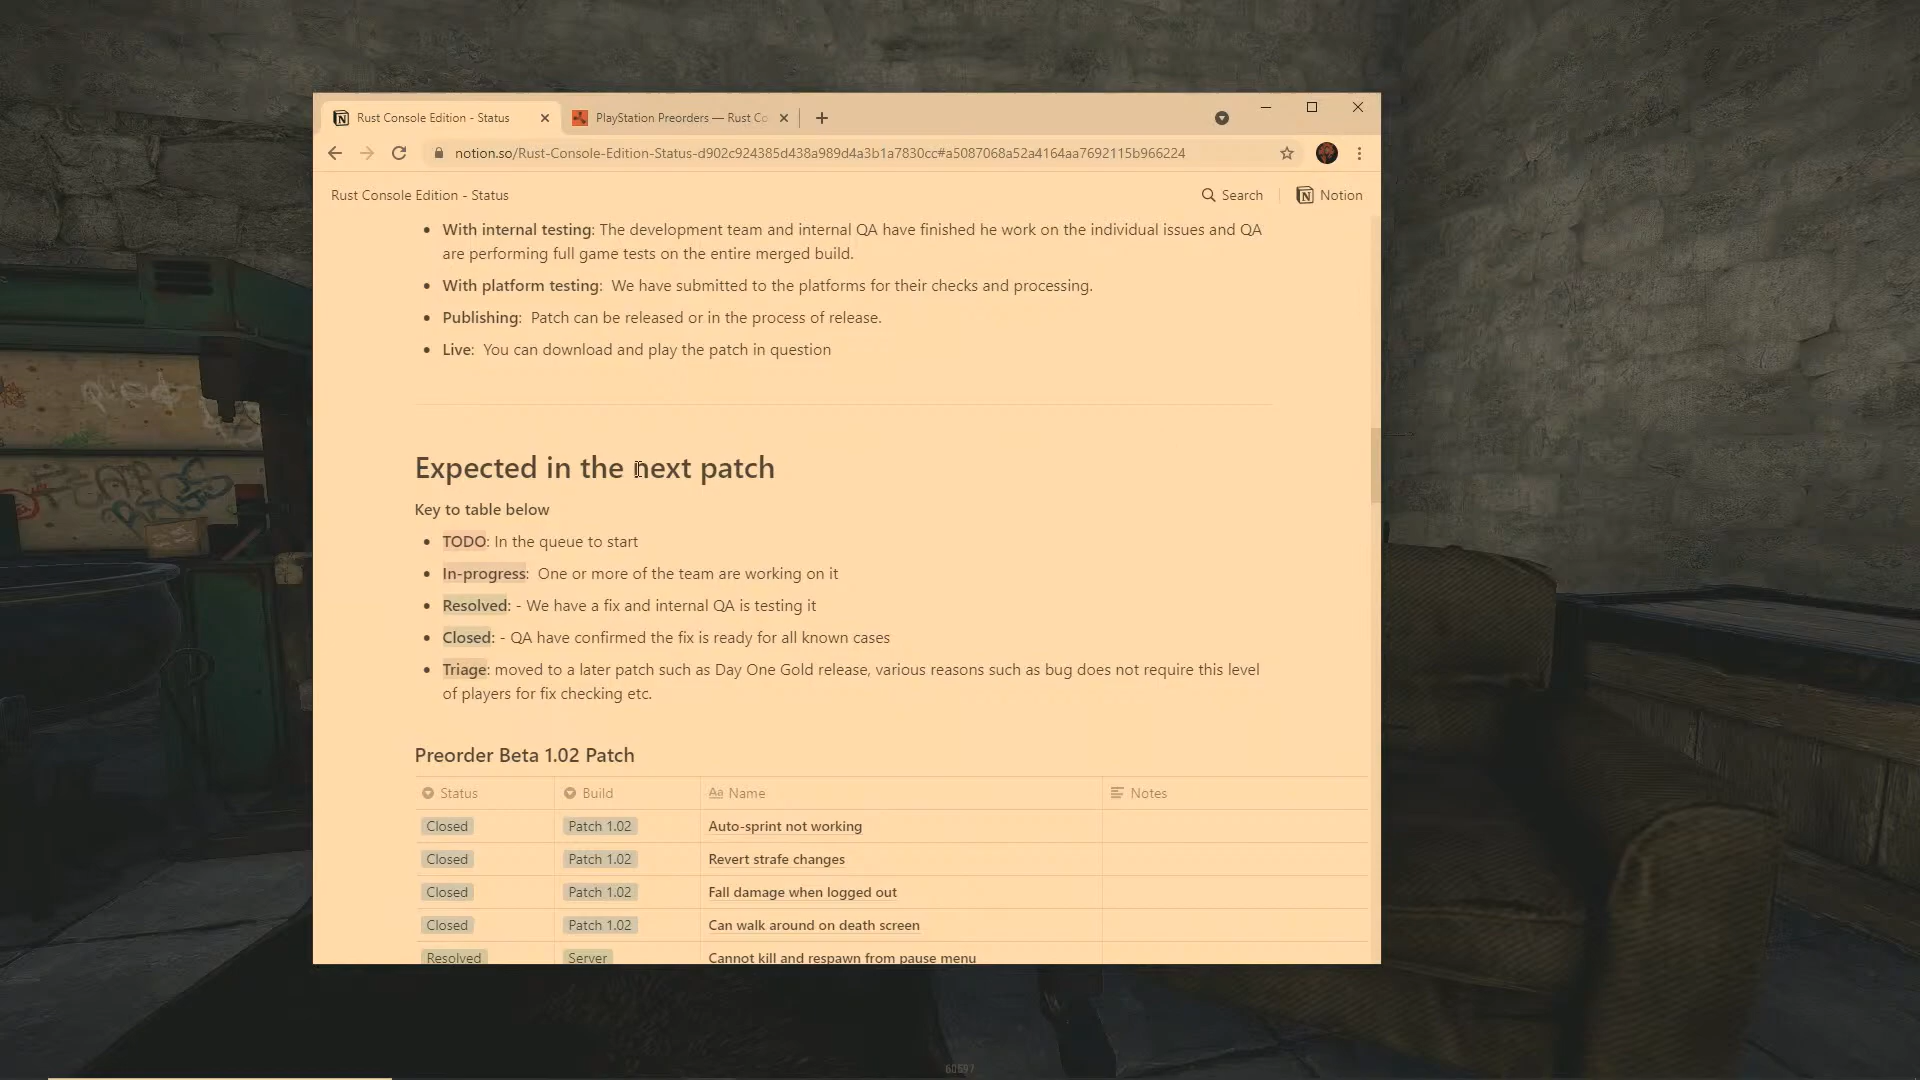 Rust Console Edition - Status
PlayStation Preorders — Rust Co
notion.so/Rust-Console-Edition-Status-d902c924385d438a989d4a3b1a7830cc#a5087068a52a4164aa7692115b966224
Rust Console Edition - Status
Search
Notion
With internal testing: The development team and internal QA have finished he work on the individual issues and QA
are performing full game tests on the entire merged build.
With platform testing: We have submitted to the platforms for their checks and processing.
Publishing: Patch can be released or in the process of release.
Live: You can download and play the patch in question
Expected in the next patch
Key to table below
TODO: In the queue to start
In-progress: One or more of the team are working on it
Resolved: - We have a fix and internal QA is testing it
Closed: - QA have confirmed the fix is ready for all known cases
Triage: moved to a later patch such as Day One Gold release, various reasons such as bug does not require this level
of players for fix checking etc.
Preorder Beta 1.02 Patch
Status Build Aa Name Notes
Closed Patch 1.02 Auto-sprint not working
Closed Patch 1.02 Revert strafe changes
Closed Patch 1.02 Fall damage when logged out
Closed Patch 1.02 Can walk around on death screen
Resolved Server Cannot kill and respawn from pause menu
60597